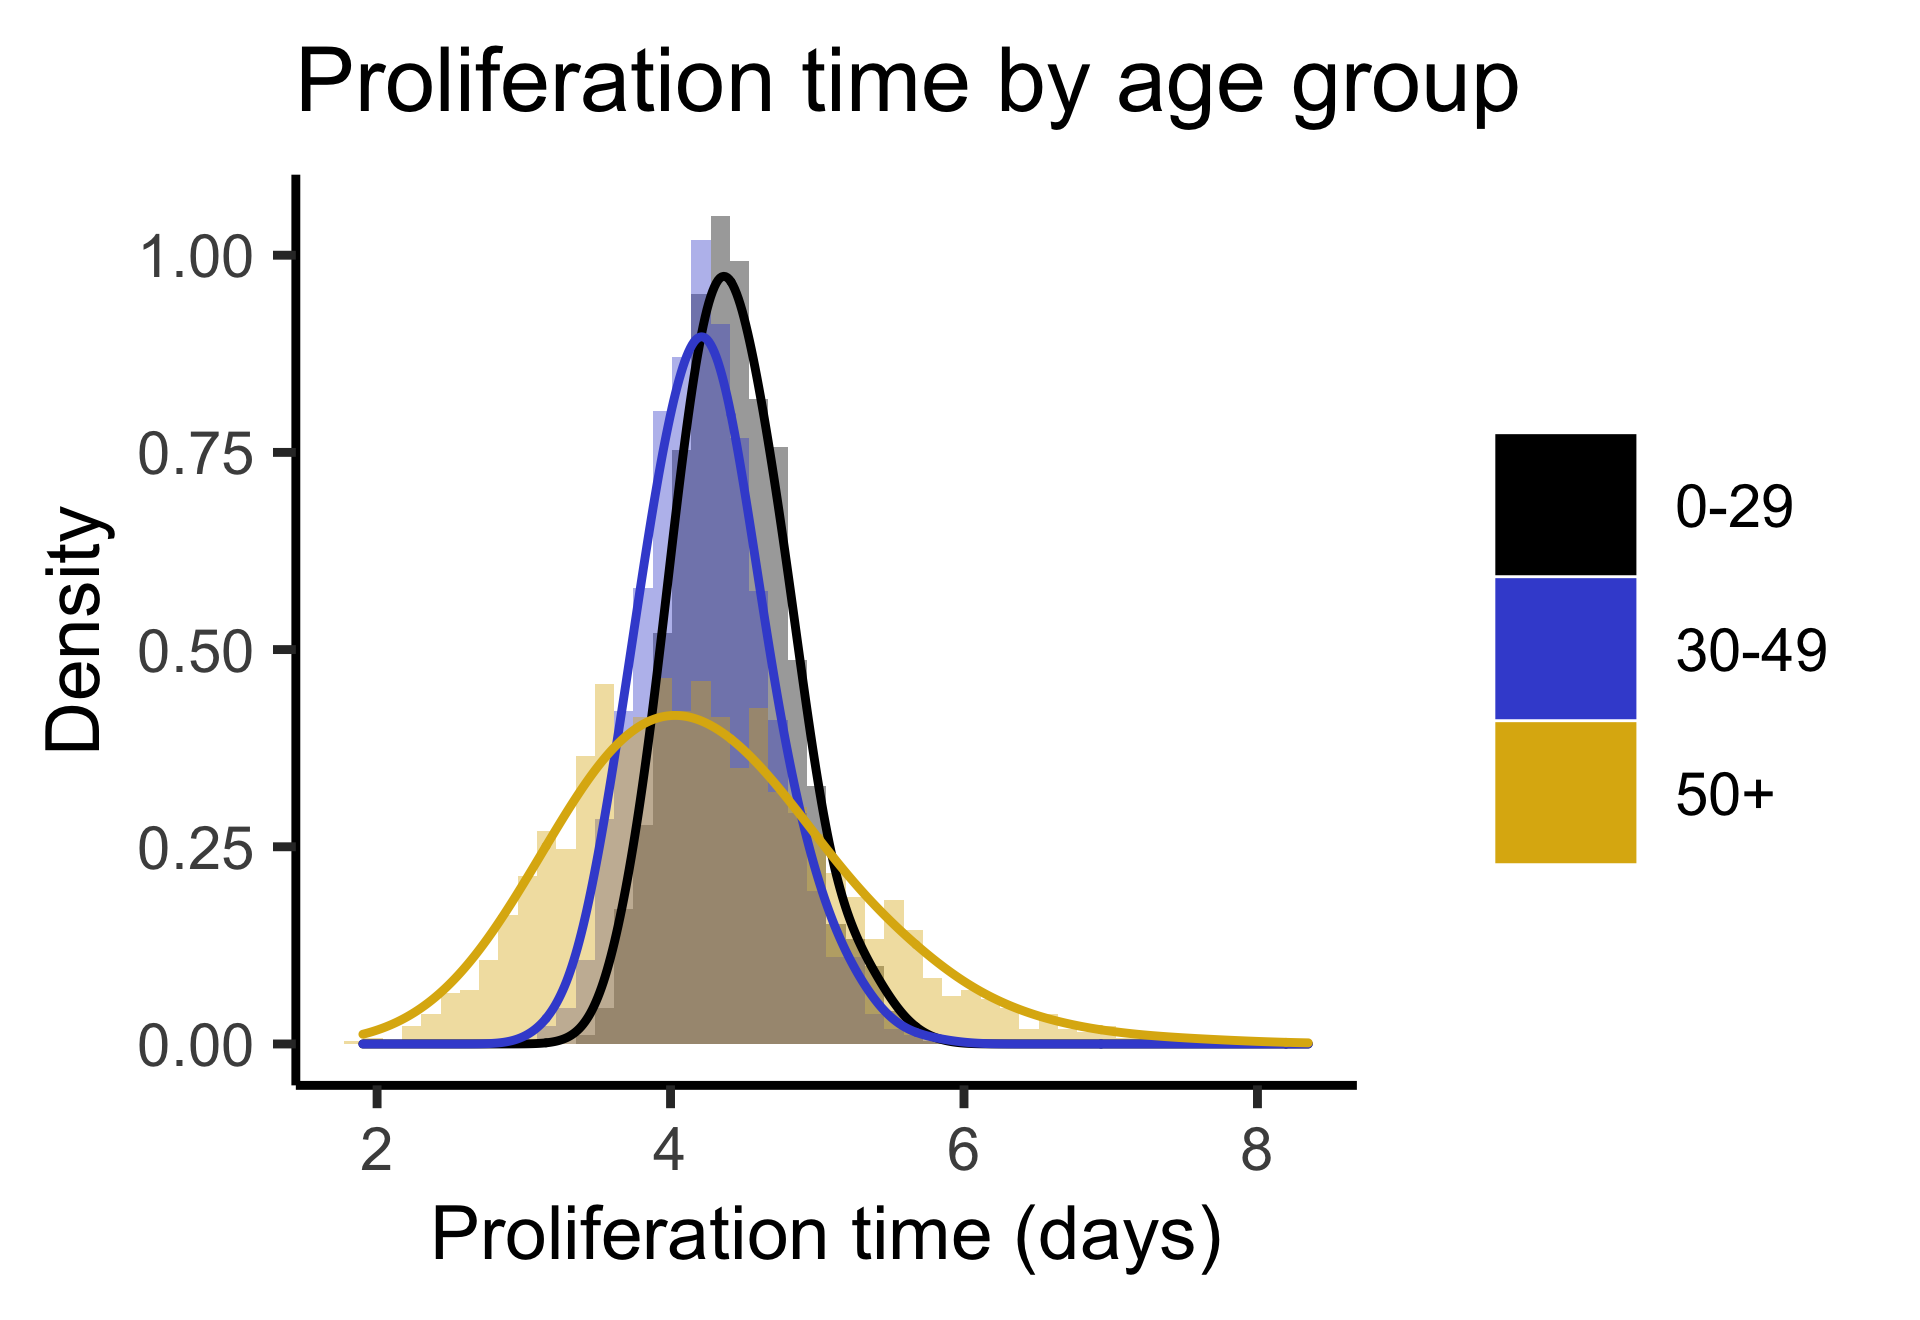 Proliferation time by age group
Density
1.00
0.75
0.50
0.25
0.00
2 4 6 8
Proliferation time (days)
0-29
30-49
50+